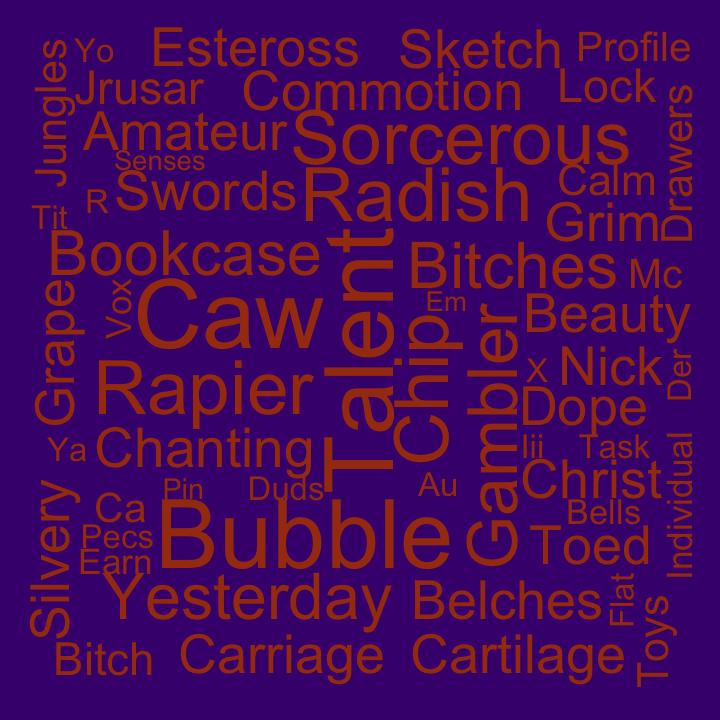 Yo
Esteross
Sketch
Profile
Jungles
Jrusar
Commotion
Lock
Drawers
Amateur
Sorcerous
Senses
R
Swords
Radish
Calm
Tit
Grim
Bookcase
Talent
Bitches
Mc
Grape
Vox
Caw
Em
Beauty
Rapier
Chip
Gambler
X
Nick
Der
Dope
Ya
Chanting
Iii
Task
Individual
Silvery
Pin
Duds
Au
Christ
Ca
Bubble
Bells
Pecs
Toed
Earn
Yesterday
Belches
Flat
Toys
Bitch
Carriage
Cartilage